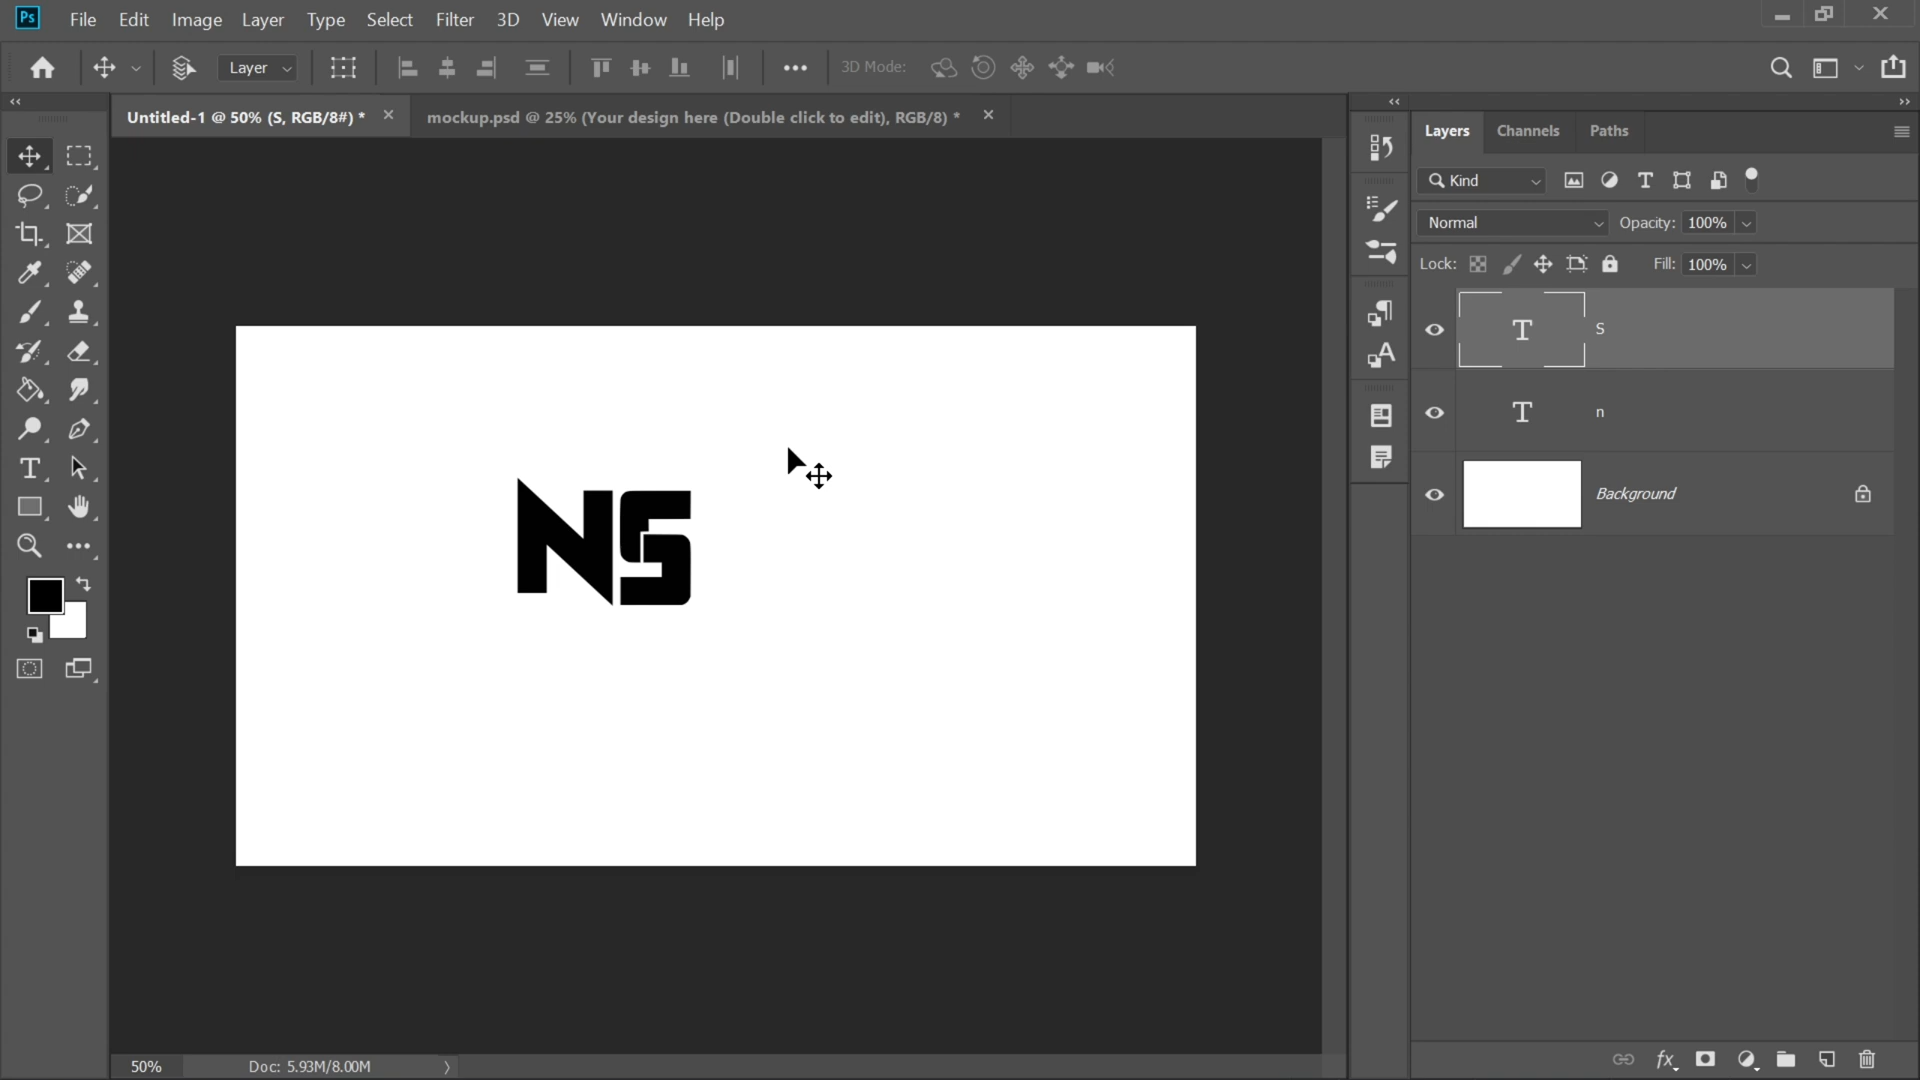 Ps File Edit Image Layer Type Select Filter 3D View Window Help
Layer 3D Mode:
Untitled-1 @ 50% (S, RGB/8#) * mockup.psd @ 25% (Your design here (Double click to edit), RGB/8) *
Layers Channels Paths
Kind
Normal Opacity: 100%
Lock: Fill: 100%
T S
T n
Background
NS
50% Doc: 5.93M/8.00M
fx